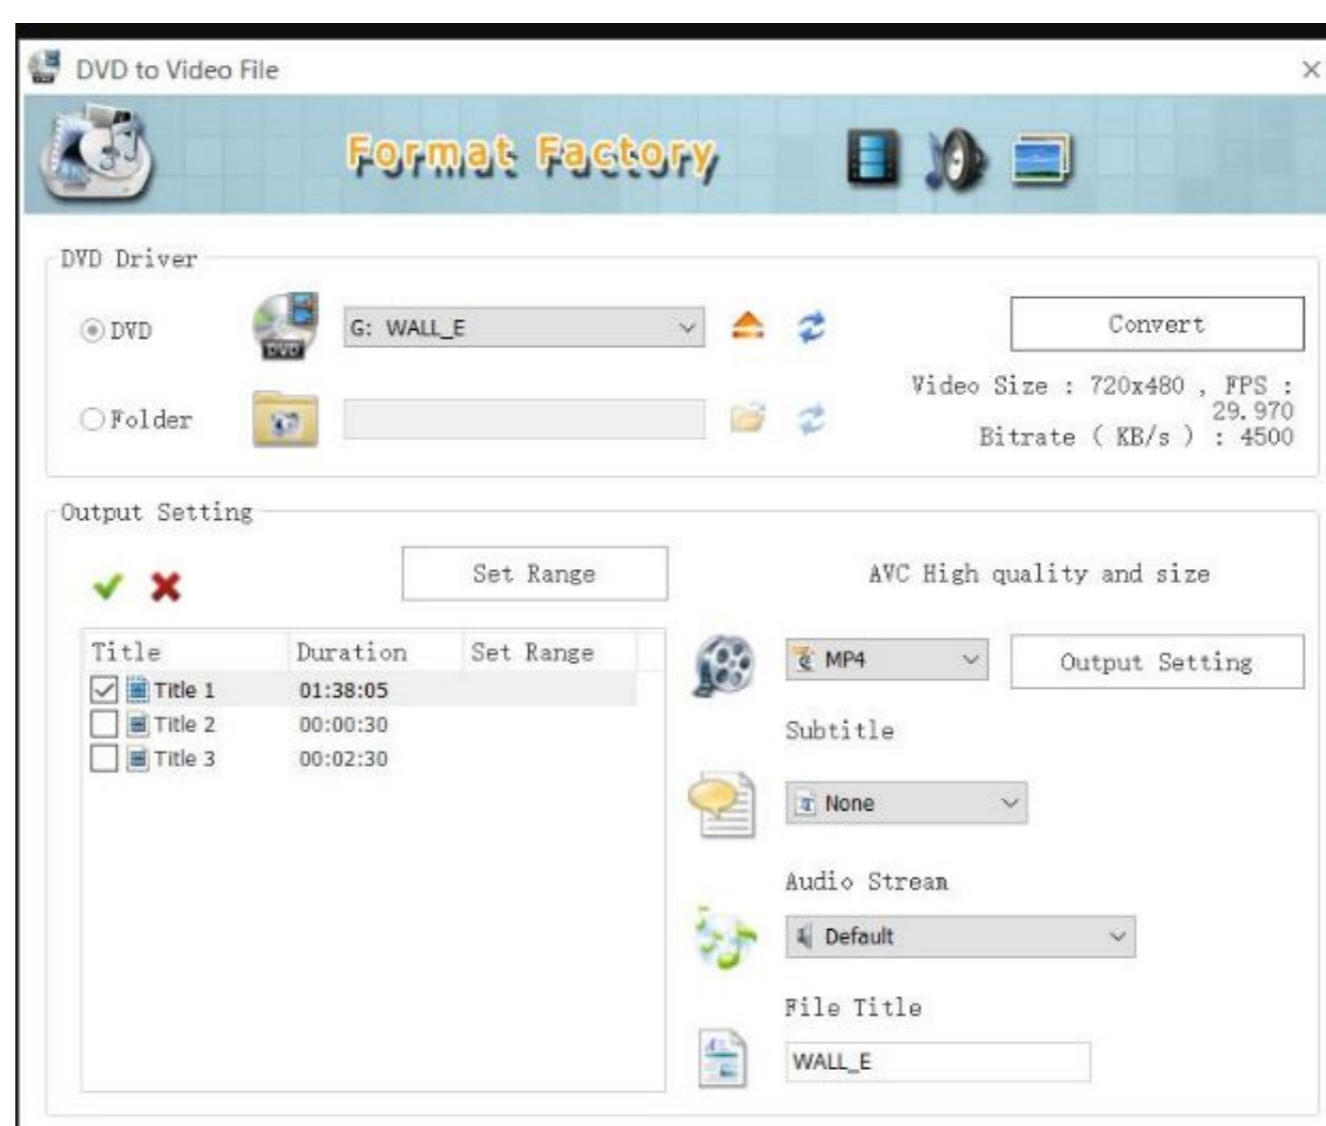 DVD to Video File
Format Factory
DVD Driver
DVD
G: WALL_E
Convert
Video Size : 720x480 , FPS :
29.970
Folder
Bitrate ( KB/s ) : 4500
Output Setting
Set Range
AVC High quality and size
Title Duration Set Range
MP4
Output Setting
Title 1 01:38:05
Title 2 00:00:30
Title 3 00:02:30
Subtitle
None
Audio Stream
Default
File Title
WALL_E